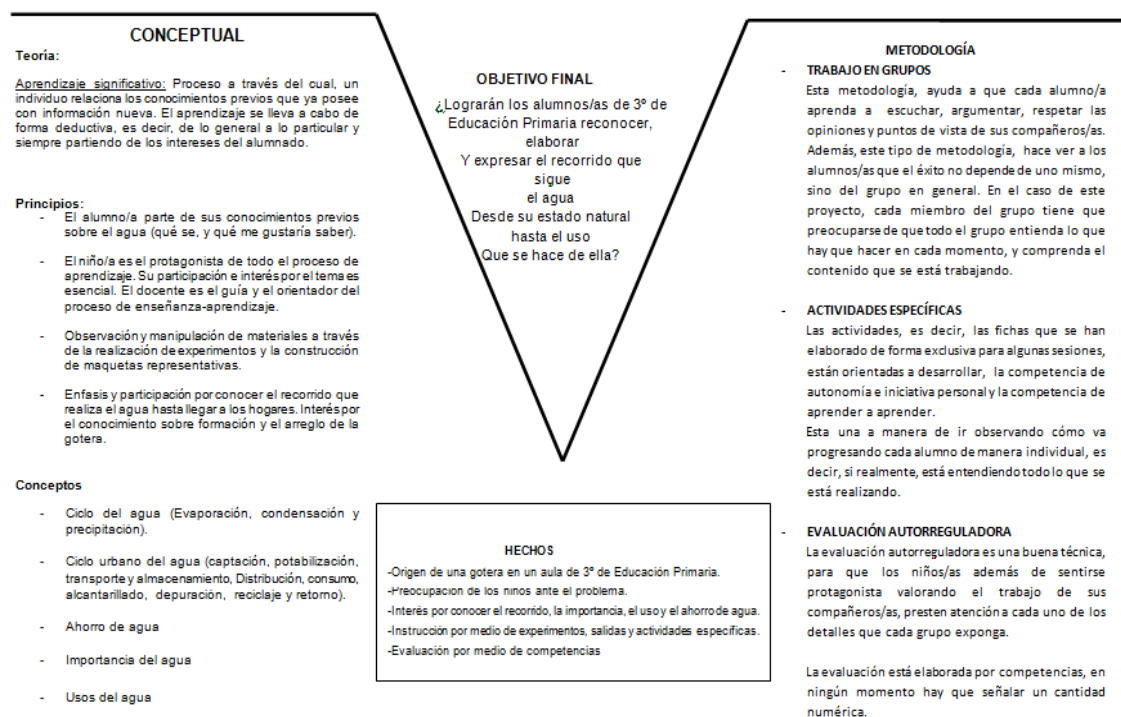 CONCEPTUAL
Teoría:
Aprendizaje significativo: Proceso a través del cual, un
individuo relaciona los conocimientos previos que ya posee
con información nueva. El aprendizaje se lleva a cabo de
forma deductiva, es decir, de lo general a lo particular y
siempre partiendo de los intereses del alumnado.
Principios:
- El alumno/a parte de sus conocimientos previos
sobre el agua (qué se, y qué me gustaría saber).
- El niño/a es el protagonista de todo el proceso de
aprendizaje. Su participación e interés por el tema es
esencial. El docente es el guía y el orientador del
proceso de enseñanza-aprendizaje.
- Observación y manipulación de materiales a través
de la realización de experimentos y la construcción
de maquetas representativas.
- Enfasis y participación por conocer el recorrido que
realiza el agua hasta llegar a los hogares. Interés por
el conocimiento sobre formación y el arreglo de la
gotera.
Conceptos
- Ciclo del agua (Evaporación, condensación y
precipitación).
- Ciclo urbano del agua (captación, potabilización,
transporte y almacenamiento, Distribución, consumo,
alcantarillado, depuración, reciclaje y retorno).
- Ahorro de agua
- Importancia del agua
- Usos del agua
OBJETIVO FINAL
¿Lograrán los alumnos/as de 3º de
Educación Primaria reconocer,
elaborar
Y expresar el recorrido que
sigue
el agua
Desde su estado natural
hasta el uso
Que se hace de ella?
HECHOS
-Origen de una gotera en un aula de 3º de Educación Primaria.
-Preocupación de los niños ante el problema.
-Interés por conocer el recorrido, la importancia, el uso y el ahorro de agua.
-Instrucción por medio de experimentos, salidas y actividades específicas.
-Evaluación por medio de competencias
METODOLOGÍA
- TRABAJO EN GRUPOS
Esta metodología, ayuda a que cada alumno/a
aprenda a escuchar, argumentar, respetar las
opiniones y puntos de vista de sus compañeros/as.
Además, este tipo de metodología, hace ver a los
alumnos/as que el éxito no depende de uno mismo,
sino del grupo en general. En el caso de este
proyecto, cada miembro del grupo tiene que
preocuparse de que todo el grupo entienda lo que
hay que hacer en cada momento, y comprenda el
contenido que se está trabajando.
- ACTIVIDADES ESPECÍFICAS
Las actividades, es decir, las fichas que se han
elaborado de forma exclusiva para algunas sesiones,
están orientadas a desarrollar, la competencia de
autonomía e iniciativa personal y la competencia de
aprender a aprender.
Esta una a manera de ir observando cómo va
progresando cada alumno de manera individual, es
decir, si realmente, está entendiendo todo lo que se
está realizando.
- EVALUACIÓN AUTORREGULADORA
La evaluación autorreguladora es una buena técnica,
para que los niños/as además de sentirse
protagonista valorando el trabajo de sus
compañeros/as, presten atención a cada uno de los
detalles que cada grupo exponga.
La evaluación está elaborada por competencias, en
ningún momento hay que señalar un cantidad
numérica.